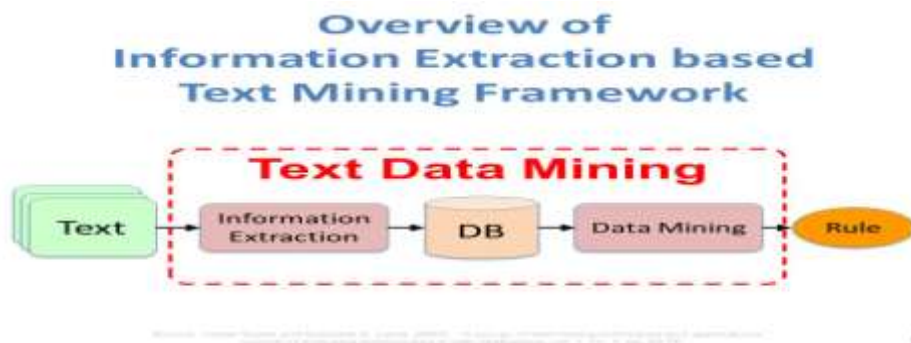 Overview of
Information Extraction based
Text Mining Framework
Text Data Mining
Text
Information
Extraction
DB
Data Mining
Rule